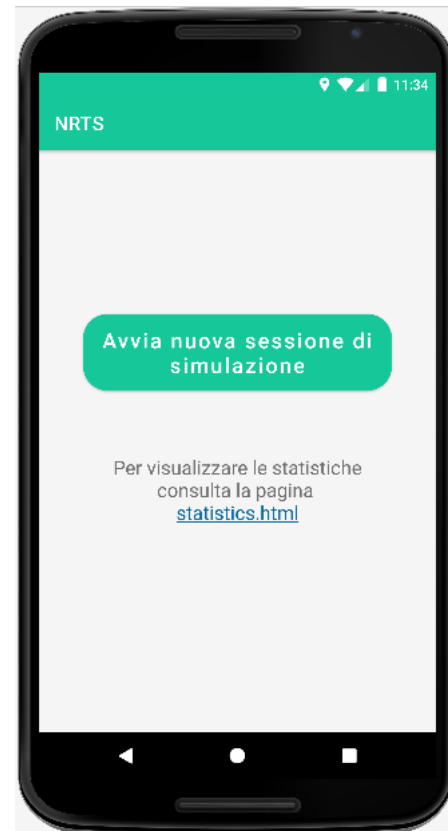 11:34
NRTS
Avvia nuova sessione di
simulazione
Per visualizzare le statistiche
consulta la pagina
statistics.html